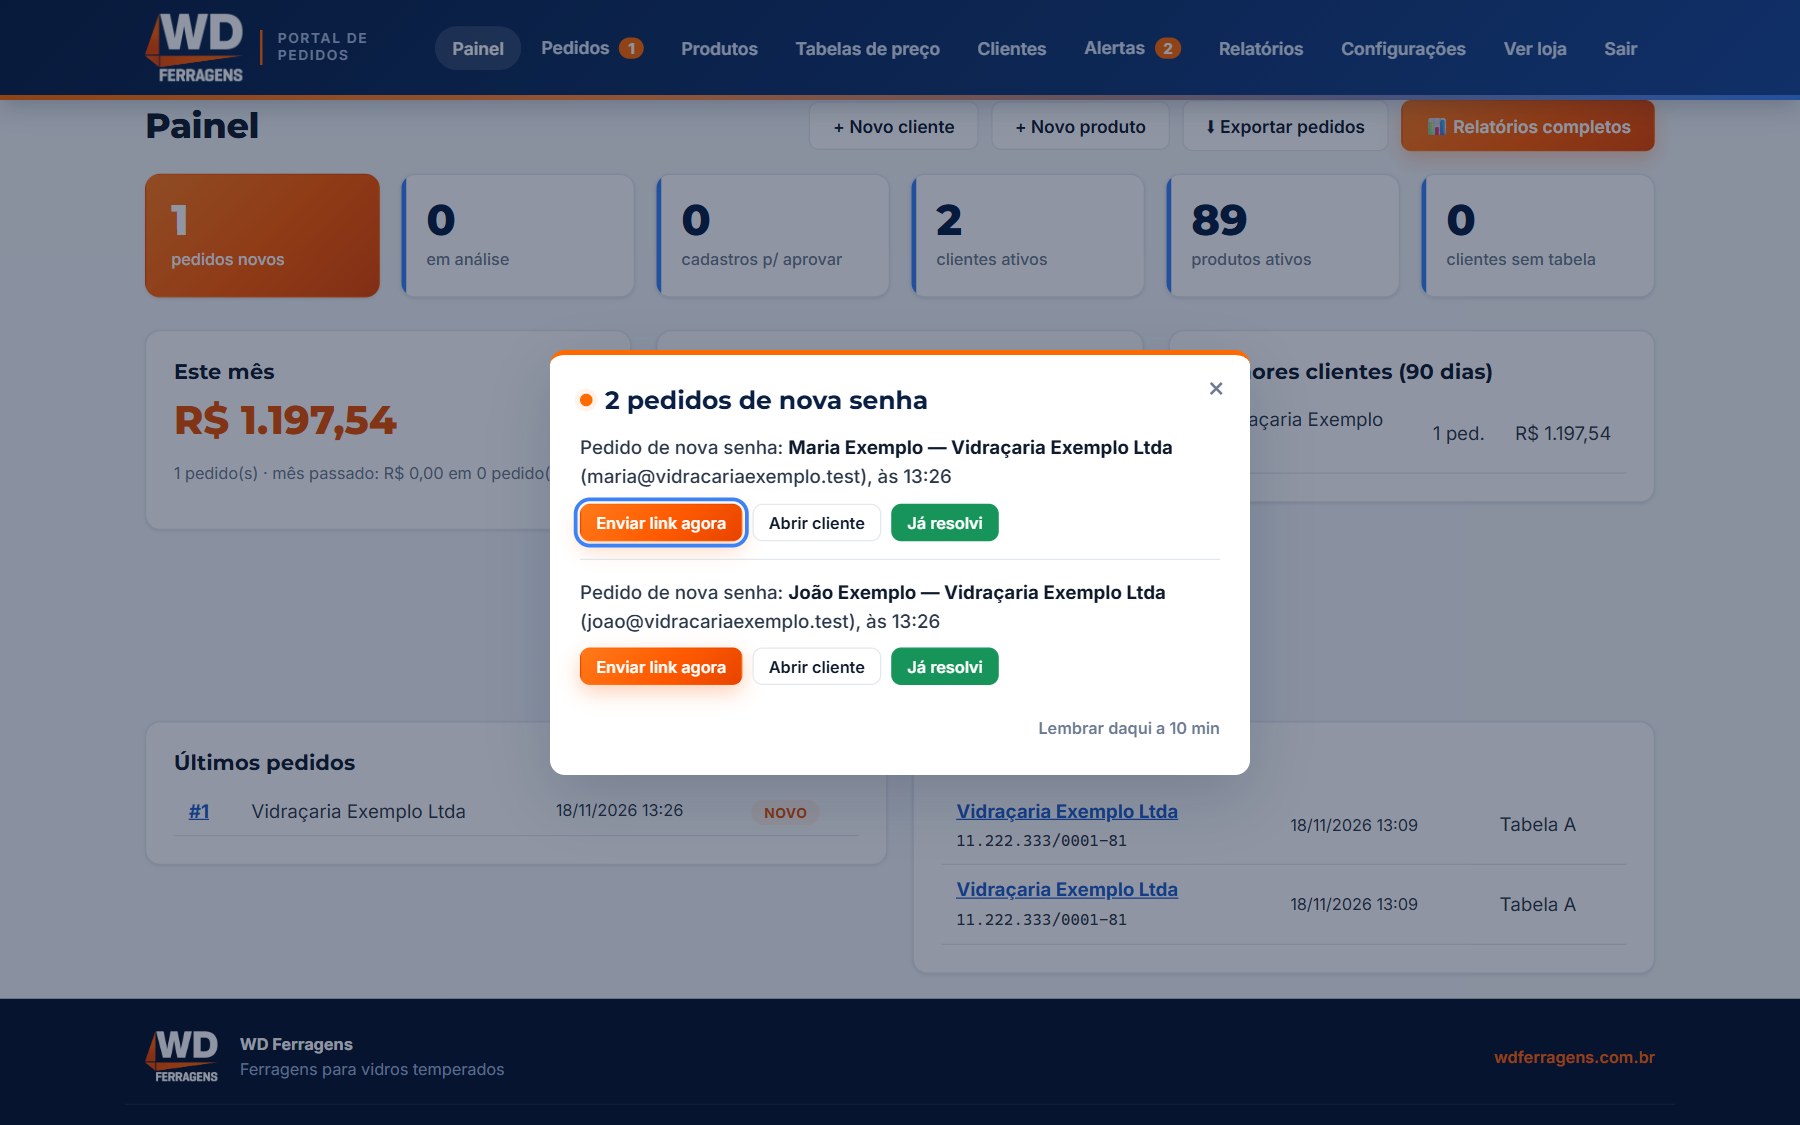 WD
FERRAGENS
PORTAL DE
PEDIDOS
Painel
Pedidos 1
Produtos
Tabelas de preço
Clientes
Alertas 2
Relatórios
Configurações
Ver loja
Sair
Painel
+ Novo cliente
+ Novo produto
⬇ Exportar pedidos
📊 Relatórios completos
1
pedidos novos
0
em análise
0
cadastros p/ aprovar
2
clientes ativos
89
produtos ativos
0
clientes sem tabela
Este mês
R$ 1.197,54
1 pedido(s) · mês passado: R$ 0,00 em 0 pedido(
ores clientes (90 dias)
açaria Exemplo
1 ped.
R$ 1.197,54
2 pedidos de nova senha
×
Pedido de nova senha: Maria Exemplo — Vidraçaria Exemplo Ltda
(maria@vidracariaexemplo.test), às 13:26
Enviar link agora
Abrir cliente
Já resolvi
Pedido de nova senha: João Exemplo — Vidraçaria Exemplo Ltda
(joao@vidracariaexemplo.test), às 13:26
Enviar link agora
Abrir cliente
Já resolvi
Lembrar daqui a 10 min
Últimos pedidos
#1
Vidraçaria Exemplo Ltda
18/11/2026 13:26
NOVO
Vidraçaria Exemplo Ltda
11.222.333/0001-81
18/11/2026 13:09
Tabela A
Vidraçaria Exemplo Ltda
11.222.333/0001-81
18/11/2026 13:09
Tabela A
WD
FERRAGENS
WD Ferragens
Ferragens para vidros temperados
wdferragens.com.br